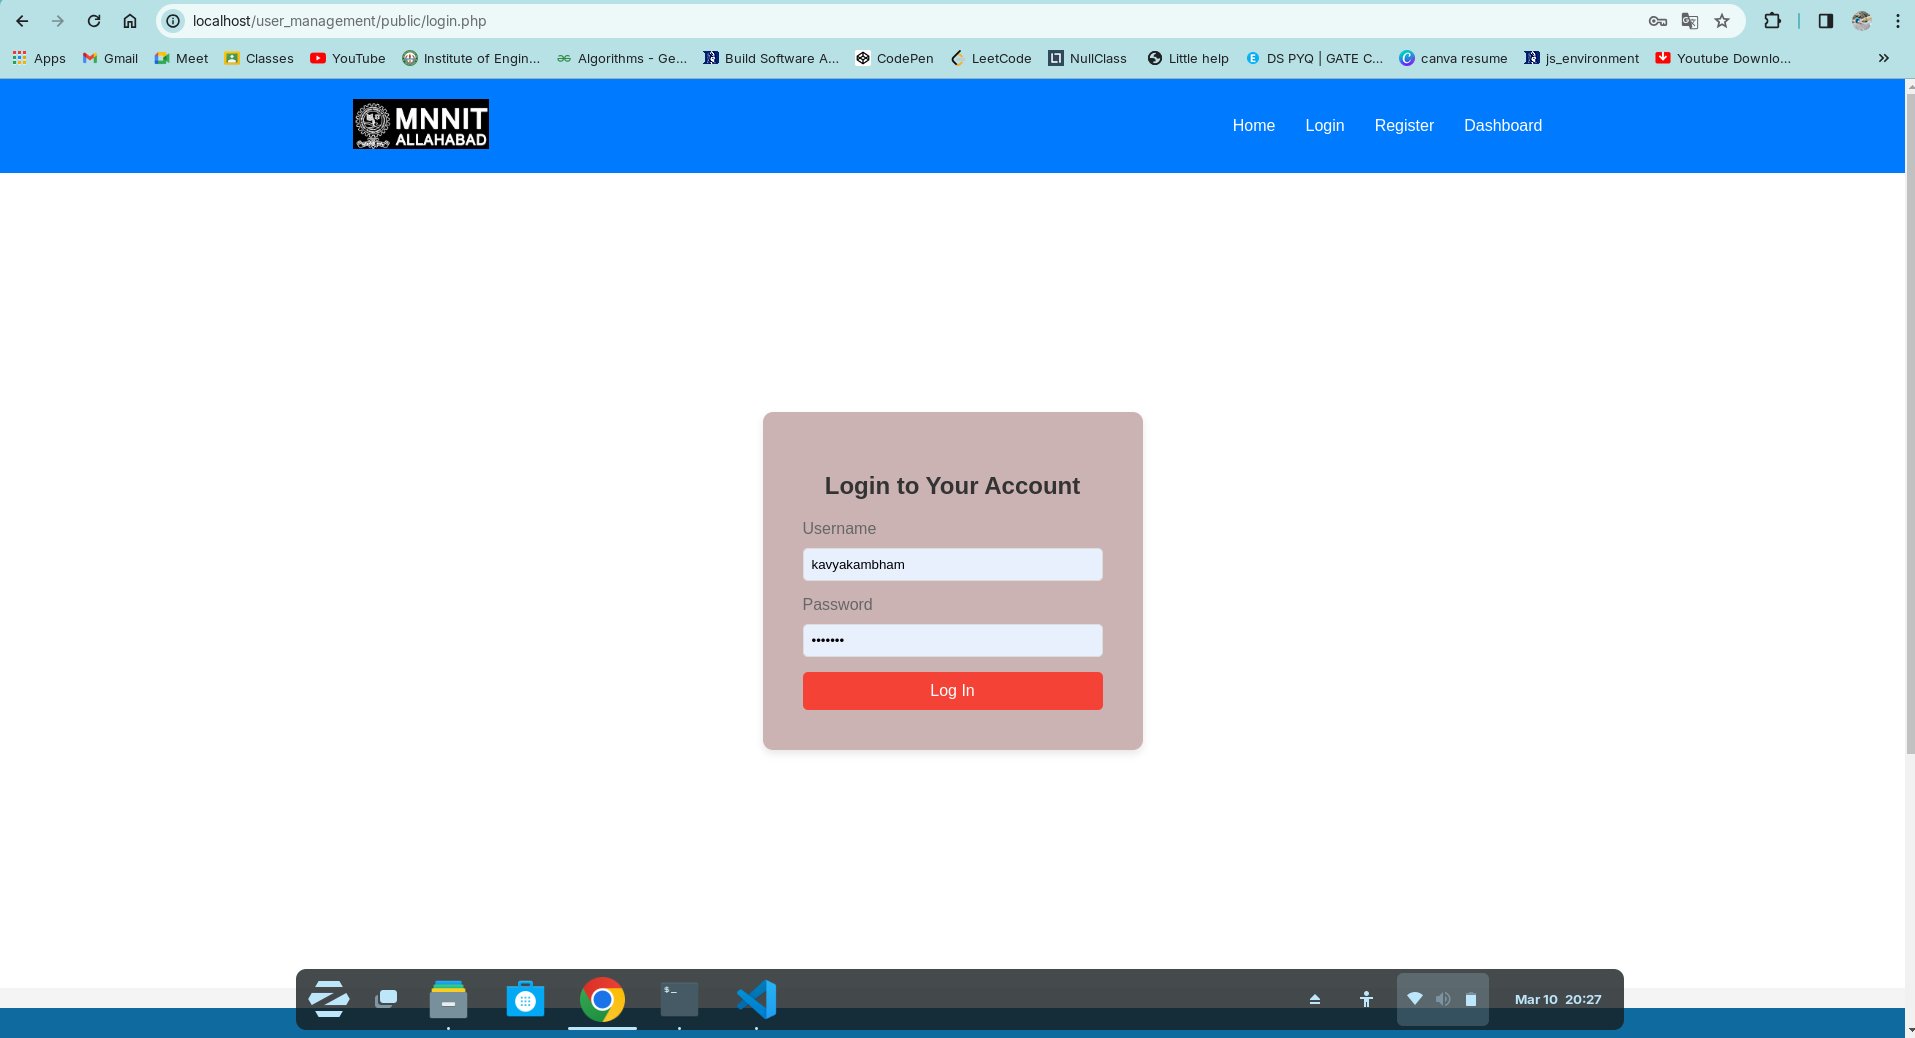 localhost/user_management/public/login.php
Apps Gmail Meet Classes YouTube Institute of Engin... Algorithms - Ge... Build Software A... CodePen LeetCode NullClass Little help DS PYQ | GATE C... canva resume js_environment Youtube Downlo...
MNNIT
ALLAHABAD
Home Login Register Dashboard
Login to Your Account
Username
kavyakambham
Password
•••••••
Log In
$_
Mar 10 20:27